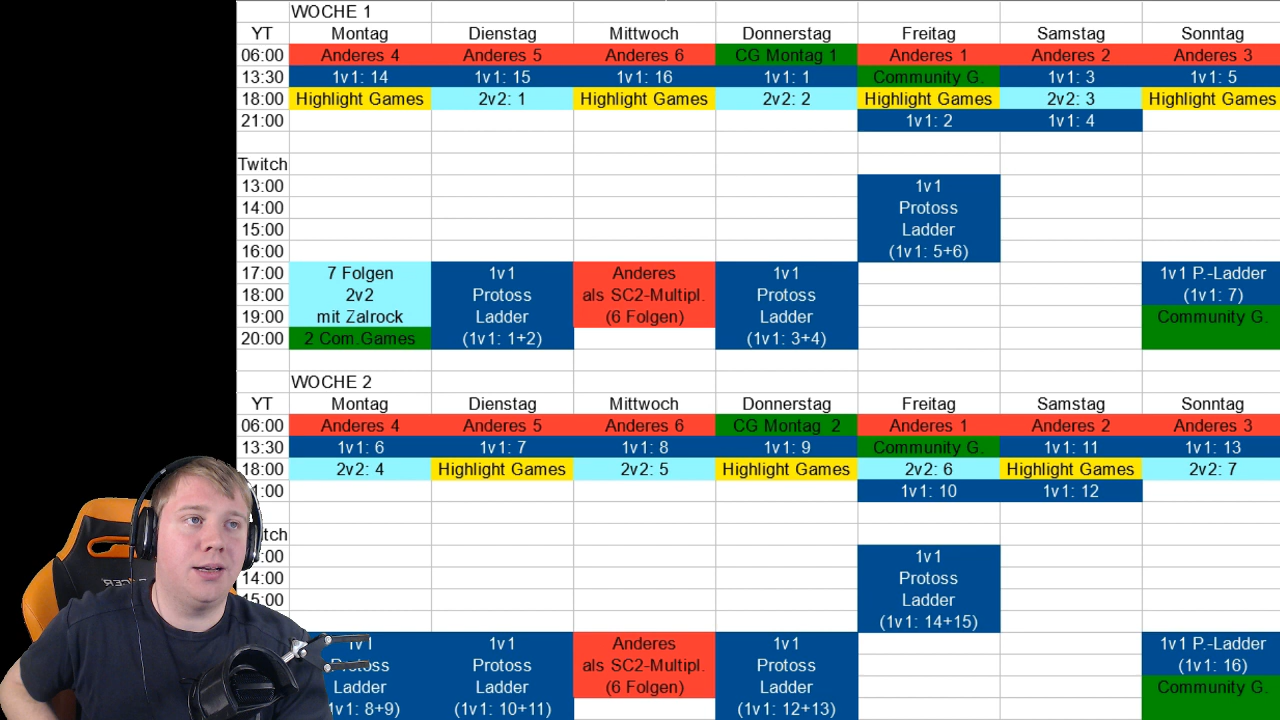 WOCHE 1
YT Montag Dienstag Mittwoch Donnerstag Freitag Samstag Sonntag
06:00 Anderes 4 Anderes 5 Anderes 6 CG Montag 1 Anderes 1 Anderes 2 Anderes 3
13:30 1v1: 14 1v1: 15 1v1: 16 1v1: 1 Community G. 1v1: 3 1v1: 5
18:00 Highlight Games 2v2: 1 Highlight Games 2v2: 2 Highlight Games 2v2: 3 Highlight Games
21:00 1v1: 2 1v1: 4
Twitch
13:00 1v1
14:00 Protoss
15:00 Ladder
16:00 (1v1: 5+6)
17:00 7 Folgen 1v1 Anderes 1v1 1v1 P.-Ladder
18:00 2v2 Protoss als SC2-Multipl. Protoss (1v1: 7)
19:00 mit Zalrock Ladder (6 Folgen) Ladder Community G.
20:00 2 Com.Games (1v1: 1+2) (1v1: 3+4)
WOCHE 2
YT Montag Dienstag Mittwoch Donnerstag Freitag Samstag Sonntag
06:00 Anderes 4 Anderes 5 Anderes 6 CG Montag 2 Anderes 1 Anderes 2 Anderes 3
13:30 1v1: 6 1v1: 7 1v1: 8 1v1: 9 Community G. 1v1: 11 1v1: 13
18:00 2v2: 4 Highlight Games 2v2: 5 Highlight Games 2v2: 6 Highlight Games 2v2: 7
1:00 1v1: 10 1v1: 12
tch
:00 1v1
14:00 Protoss
15:00 Ladder
(1v1: 14+15)
1v1 1v1 Anderes 1v1 1v1 P.-Ladder
toss Protoss als SC2-Multipl. Protoss (1v1: 16)
Ladder Ladder (6 Folgen) Ladder Community G.
1v1: 8+9) (1v1: 10+11) (1v1: 12+13)